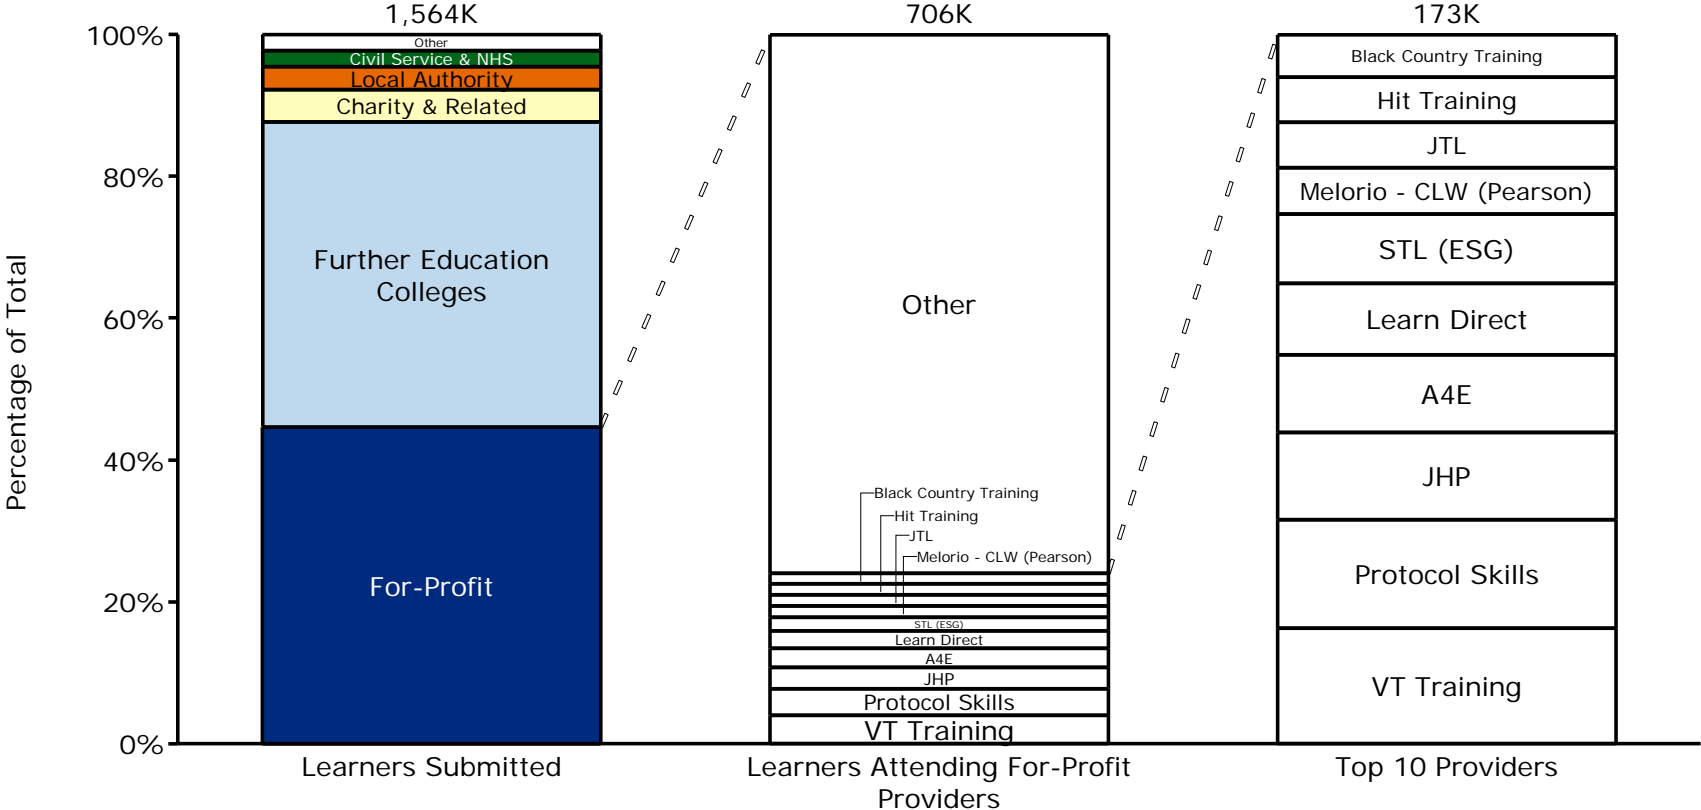 1,564K
706K
173K
Percentage of Total
100%
80%
60%
40%
20%
0%
Other
Civil Service & NHS
Local Authority
Charity & Related
Further Education
Colleges
For-Profit
Other
Black Country Training
Hit Training
JTL
Melorio - CLW (Pearson)
STL (ESG)
Learn Direct
A4E
JHP
Protocol Skills
VT Training
Black Country Training
Hit Training
JTL
Melorio - CLW (Pearson)
STL (ESG)
Learn Direct
A4E
JHP
Protocol Skills
VT Training
Learners Submitted
Learners Attending For-Profit
Providers
Top 10 Providers